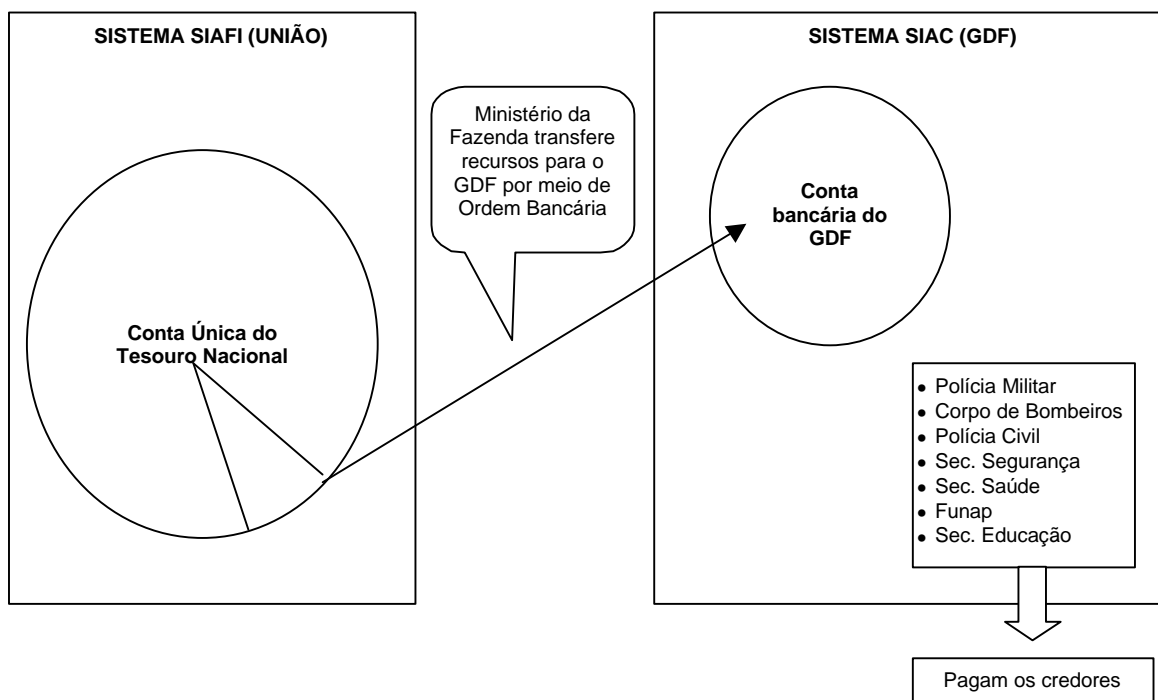 SISTEMA SIAFI (UNIÃO)
SISTEMA SIAC (GDF)
Ministério da
Fazenda transfere
recursos para o
GDF por meio de
Ordem Bancária
Conta
bancária do
GDF
Conta Única do
Tesouro Nacional
• Polícia Militar
• Corpo de Bombeiros
• Polícia Civil
• Sec. Segurança
• Sec. Saúde
• Funap
• Sec. Educação
Pagam os credores